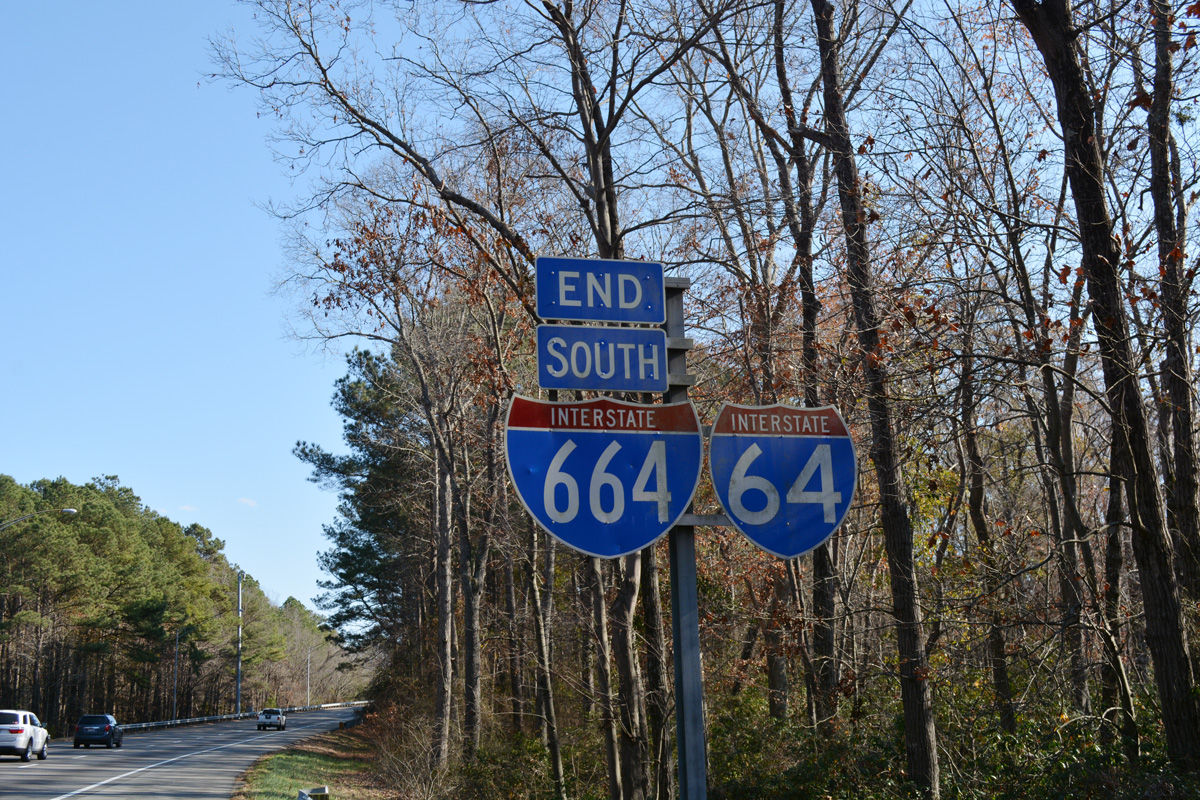 END
SOUTH
INTERSTATE
664
INTERSTATE
64